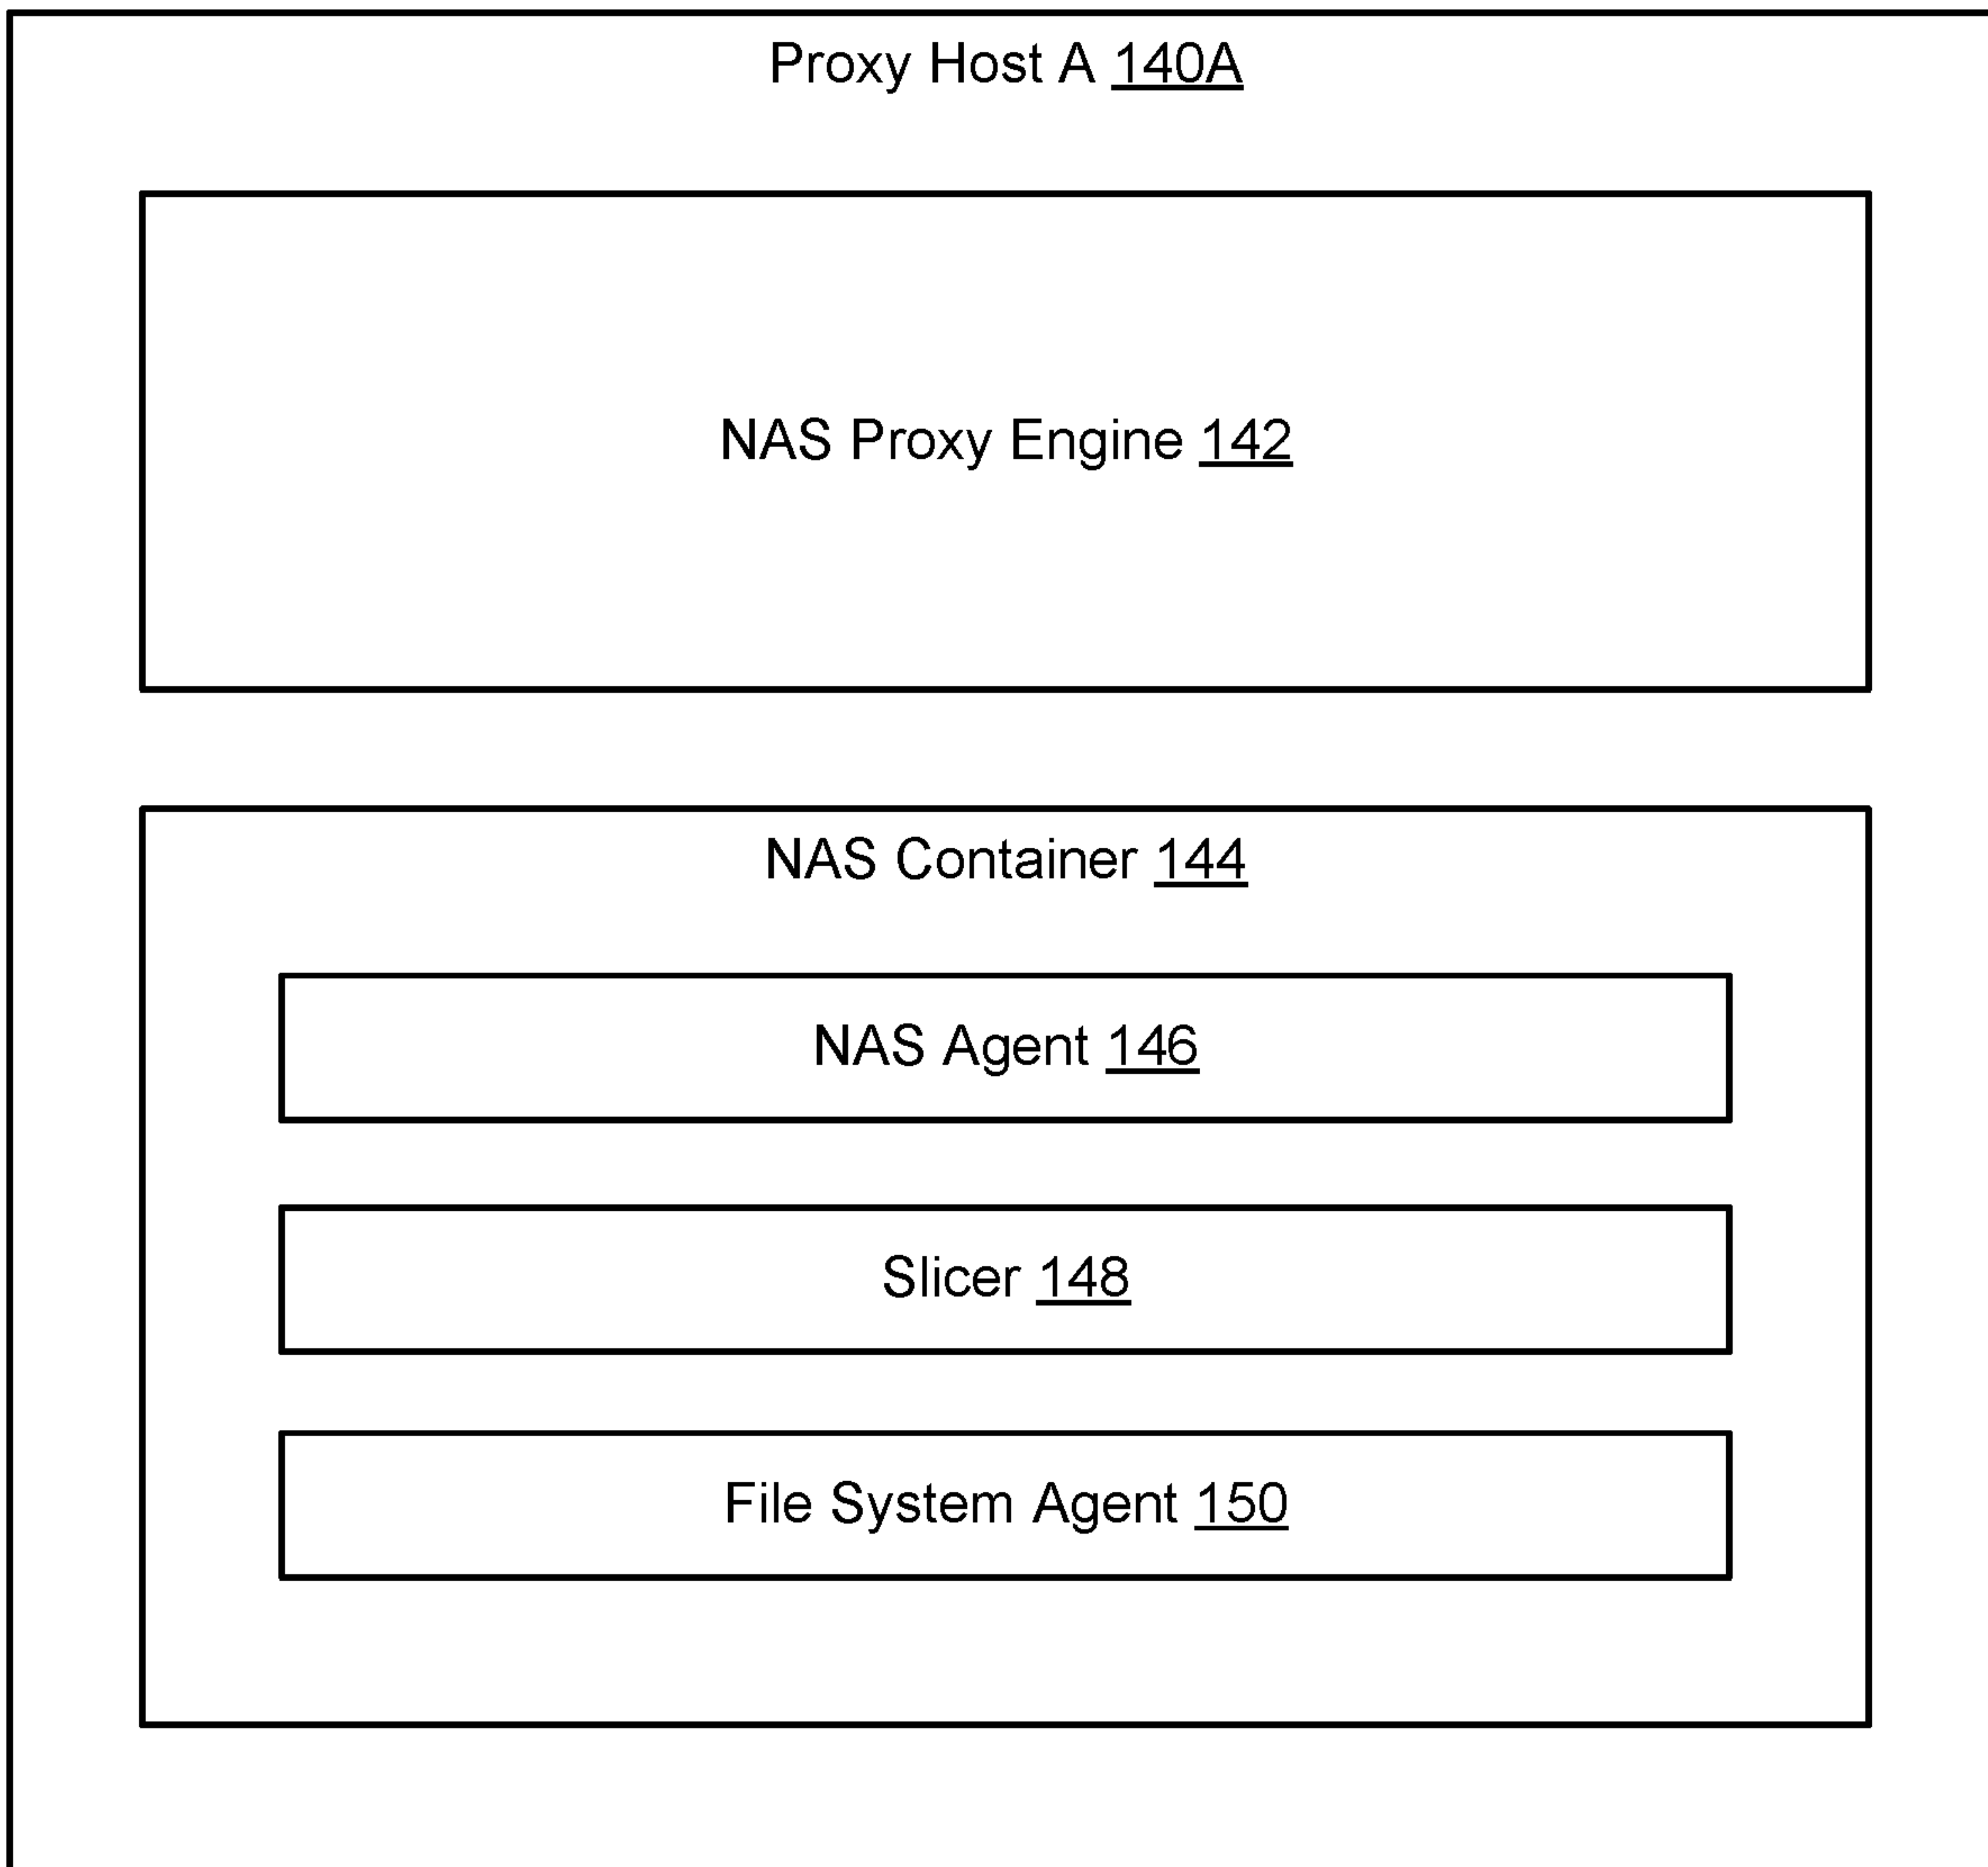 Proxy Host A 140A
NAS Proxy Engine 142
NAS Container 144
NAS Agent 146
Slicer 148
File System Agent 150